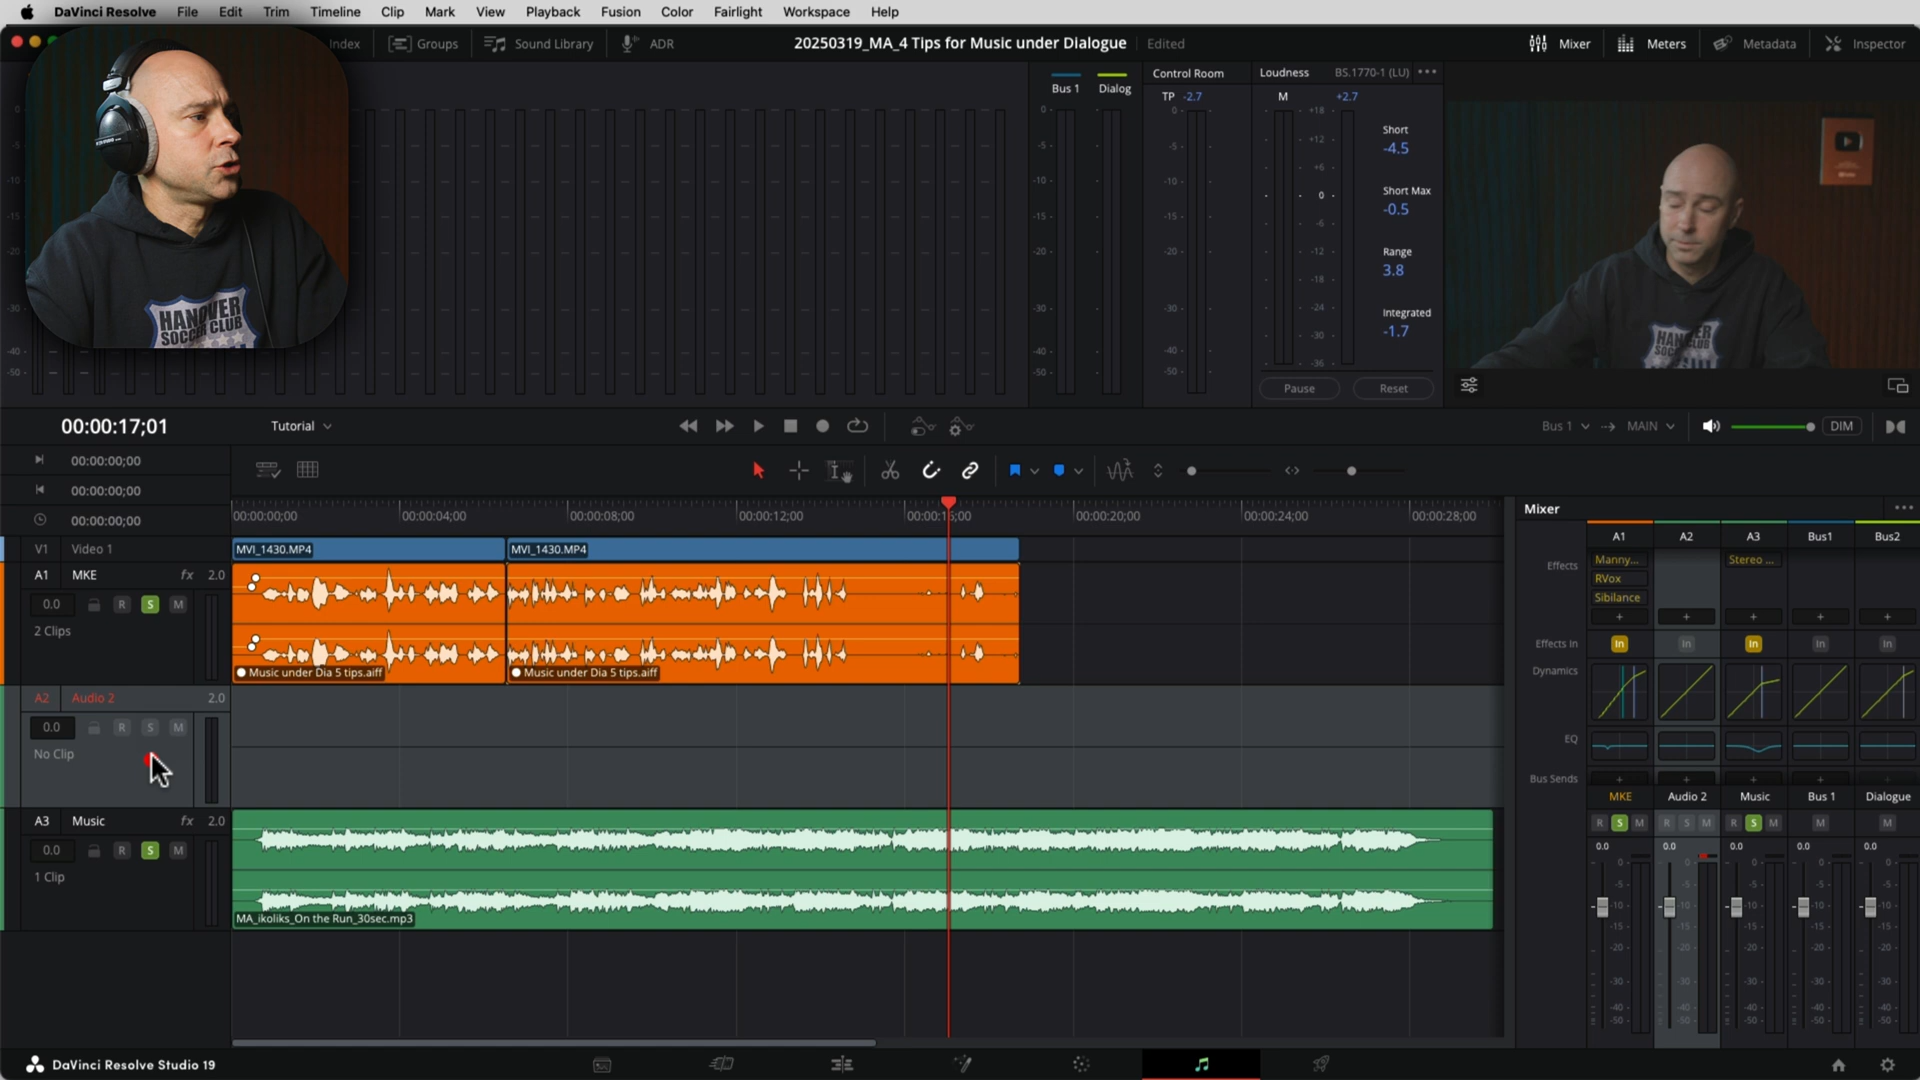 DaVinci Resolve File Edit Trim Timeline Clip Mark View Playback Fusion Color Fairlight Workspace Help
Index Groups Sound Library ADR 20250319_MA_4 Tips for Music under Dialogue Edited Mixer Meters Metadata Inspector
Bus 1 Dialog Control Room Loudness BS.1770-1 (LU)
TP -2.7 M +2.7
Short
-4.5
Short Max
-0.5
Range
3.8
Integrated
-1.7
Pause Reset
HANOVER
SOCCER CLUB
00:00:17;01 Tutorial Bus 1 MAIN DIM
00:00:00;00
00:00:00;00
00:00:00;00
00:00:00;00 00:00:04;00 00:00:08;00 00:00:12;00 00:00:16;00 00:00:20;00 00:00:24;00 00:00:28;00
V1 Video 1 MVI_1430.MP4 MVI_1430.MP4
A1 MKE fx 2.0
0.0 R S M
2 Clips
Music under Dia 5 tips.aiff Music under Dia 5 tips.aiff
A2 Audio 2 2.0
0.0 R S M
No Clip
A3 Music fx 2.0
0.0 R S M
1 Clip
MA_ikoliks_On the Run_30sec.mp3
Mixer
A1 A2 A3 Bus1 Bus2
Effects Manny... Stereo ...
RVox
Sibilance
Effects In In In In In In
Dynamics
EQ
Bus Sends
MKE Audio 2 Music Bus 1 Dialogue
R S M R S M R S M M M
0.0 0.0 0.0 0.0 0.0
DaVinci Resolve Studio 19